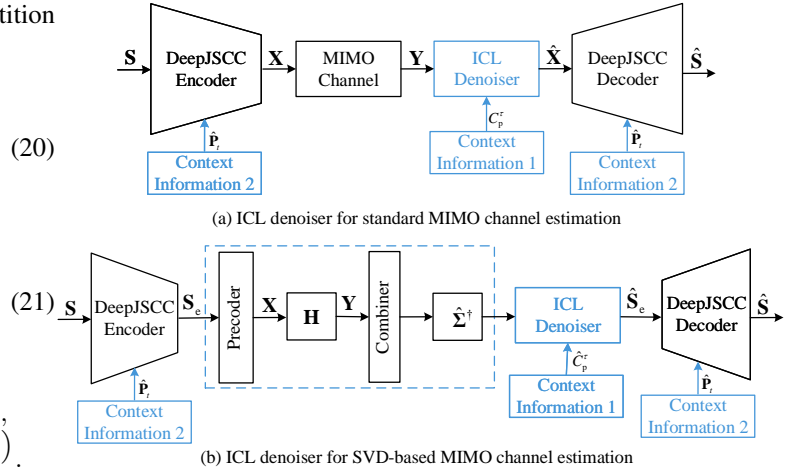 tition
(20)
(21)
,
) .
S
DeepJSCC
Encoder
X
MIMO
Channel
Y
ICL
Denoiser
X̂
DeepJSCC
Decoder
Ŝ
P̂_t
Context
Information 2
C_p^τ
Context
Information 1
P̂_t
Context
Information 2
(a) ICL denoiser for standard MIMO channel estimation
S
DeepJSCC
Encoder
S_e
Precoder
X
H
Y
Combiner
Σ̂^†
ICL
Denoiser
Ŝ_e
DeepJSCC
Decoder
Ŝ
P̂_t
Context
Information 2
Ĉ_p^τ
Context
Information 1
P̂_t
Context
Information 2
(b) ICL denoiser for SVD-based MIMO channel estimation